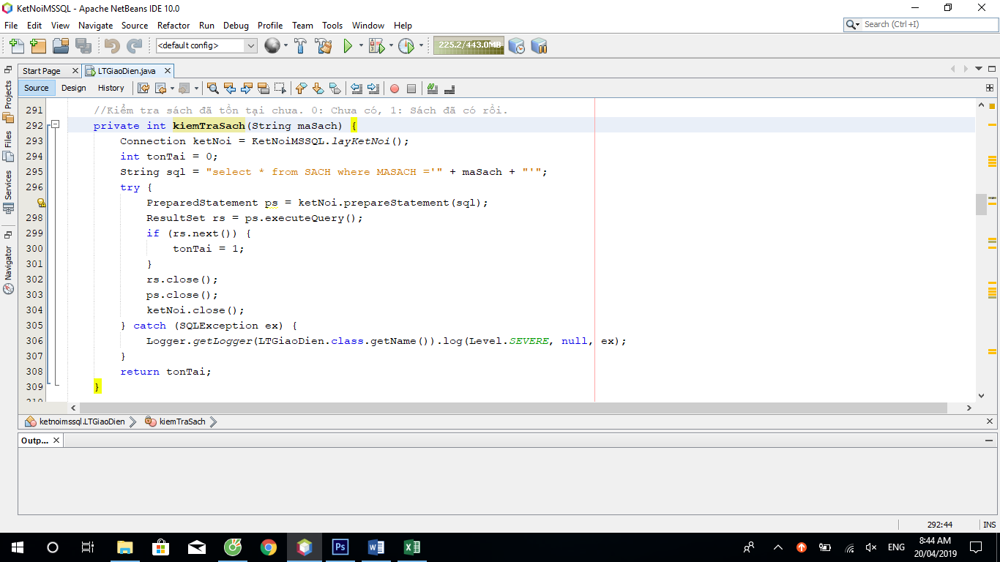 KetNoiMSSQL - Apache NetBeans IDE 10.0
File Edit View Navigate Source Refactor Run Debug Profile Team Tools Window Help
Search (Ctrl+I)
<default config>
225.2/443.0MB
Start Page
LTGiaoDien.java
Source Design History
Projects
Files
Services
Navigator
291 //Kiểm tra sách đã tồn tại chưa. 0: Chưa có, 1: Sách đã có rồi.
292 private int kiemTraSach(String maSach) {
293 Connection ketNoi = KetNoiMSSQL.layKetNoi();
294 int tonTai = 0;
295 String sql = "select * from SACH where MASACH ='" + maSach + "'";
296 try {
PreparedStatement ps = ketNoi.prepareStatement(sql);
298 ResultSet rs = ps.executeQuery();
299 if (rs.next()) {
300 tonTai = 1;
301 }
302 rs.close();
303 ps.close();
304 ketNoi.close();
305 } catch (SQLException ex) {
306 Logger.getLogger(LTGiaoDien.class.getName()).log(Level.SEVERE, null, ex);
307 }
308 return tonTai;
309 }
ketnoimssql.LTGiaoDien
kiemTraSach
Outp...
292:44 INS
Ps
ENG
8:44 AM
20/04/2019